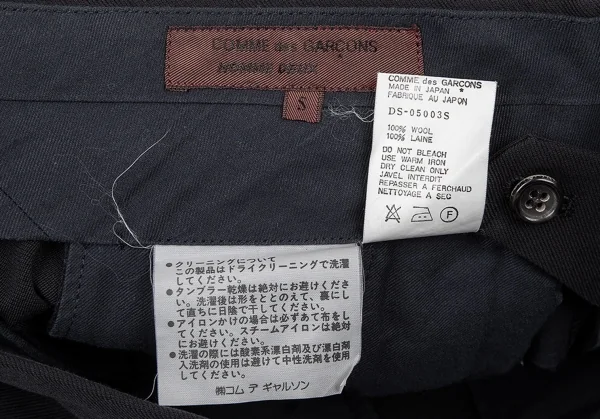 COMME des GARCONS
HOMME DEUX
S
COMME des GARCONS *
MADE IN JAPAN
FABRIQUE AU JAPON
DS-05003S
100% WOOL
100% LAINE
DO NOT BLEACH
USE WARM IRON
DRY CLEAN ONLY
JAVEL INTERDIT
REPASSER A FERCHAUD
NETTOYAGE A SEC
F
●クリーニングについて
この製品はドライクリーニングで洗濯
してください。
●タンブラー乾燥は絶対にお避けくださ
い。洗濯後は形をととのえて、裏にし
て直ちに日陰で干してください。
●アイロンかけの場合は必ずあて布をし
てください。スチームアイロンは絶対
にお避けください。
●洗濯の際には酸素系漂白剤及び漂白剤
入洗剤の使用は避けて中性洗剤を使用
してください。
㈱コム デ ギャルソン